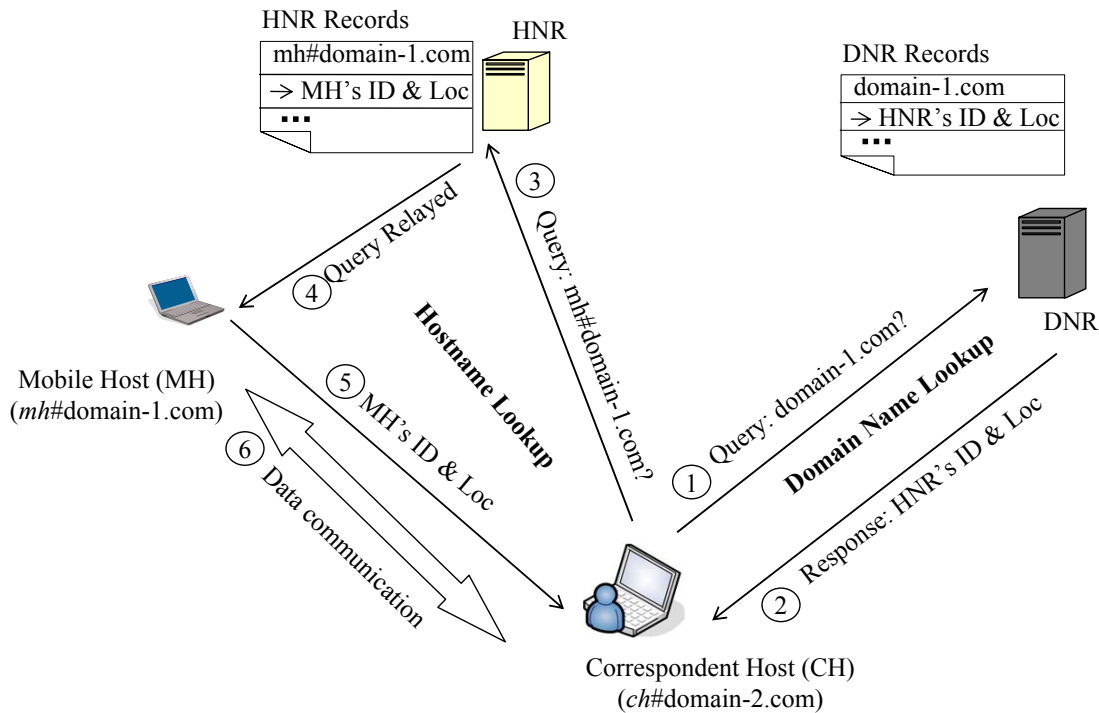 HNR Records
HNR
mh#domain-1.com
→ MH's ID & Loc
...
DNR Records
domain-1.com
→ HNR's ID & Loc
...
DNR
3
Query: mh#domain-1.com?
4
Query Relayed
Hostname Lookup
Mobile Host (MH)
(mh#domain-1.com)
5
MH's ID & Loc
6
Data communication
1
Query: domain-1.com?
Domain Name Lookup
2
Response: HNR's ID & Loc
Correspondent Host (CH)
(ch#domain-2.com)